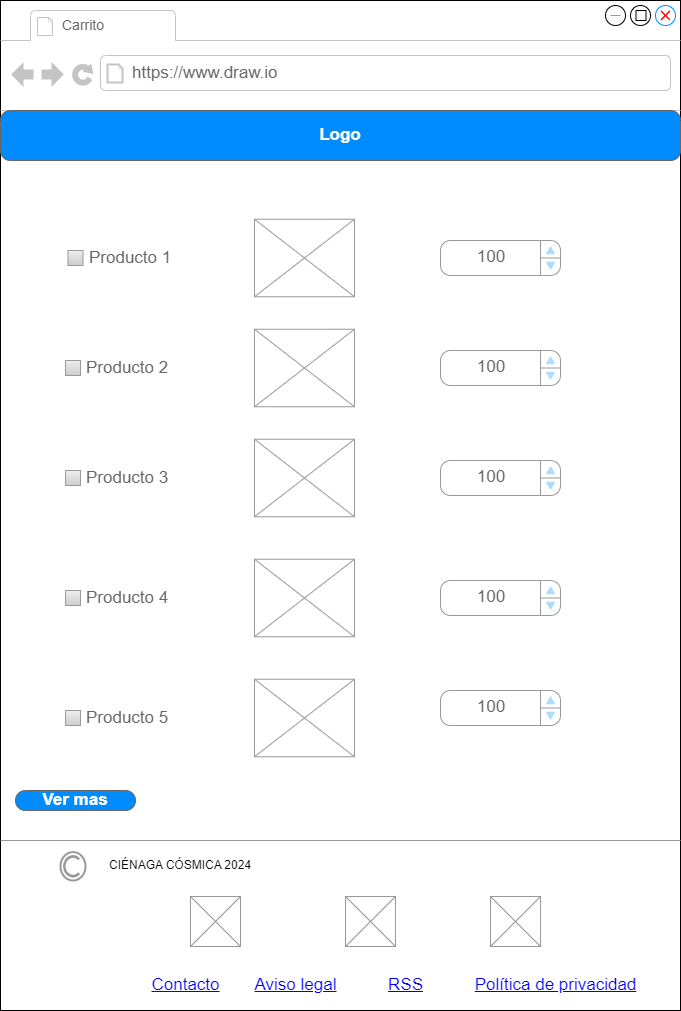 Carrito
https://www.draw.io
Logo
Producto 1
100
Producto 2
100
Producto 3
100
Producto 4
100
Producto 5
100
Ver mas
© CIÉNAGA CÓSMICA 2024
Contacto Aviso legal RSS Política de privacidad